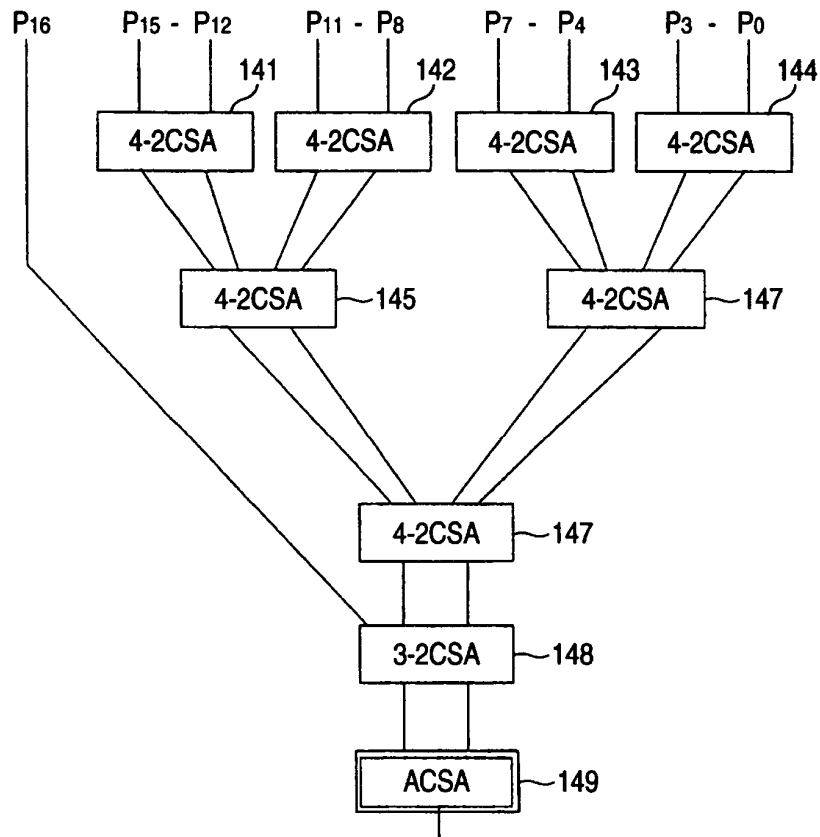 P16 P15 - P12 P11 - P8 P7 - P4 P3 - P0
141 142 143 144
4-2CSA 4-2CSA 4-2CSA 4-2CSA
4-2CSA 145 4-2CSA 147
4-2CSA 147
3-2CSA 148
ACSA 149